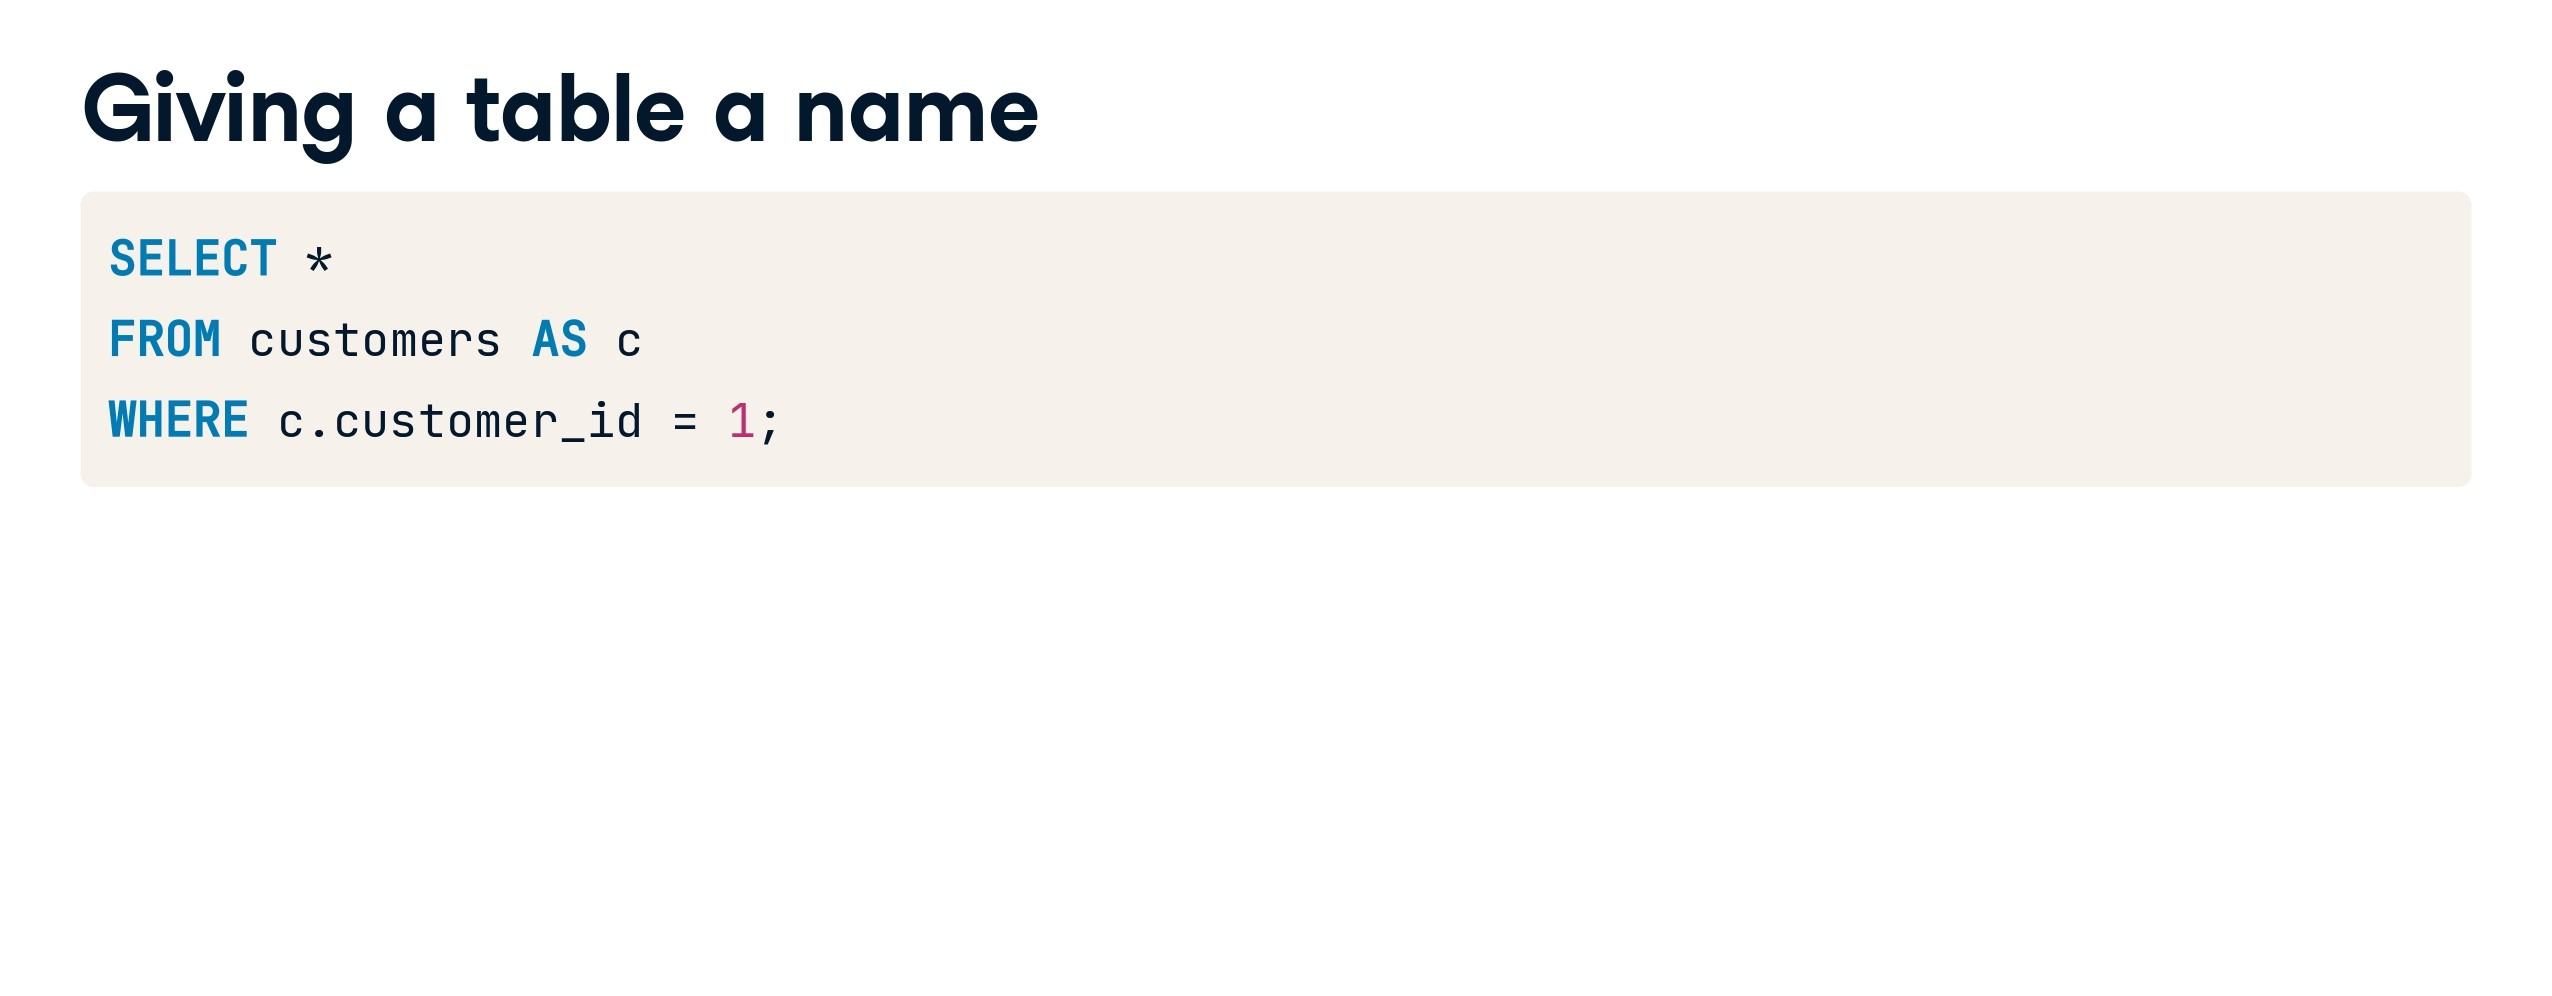 Giving a table a name
SELECT *
FROM customers AS c
WHERE c.customer_id = 1;